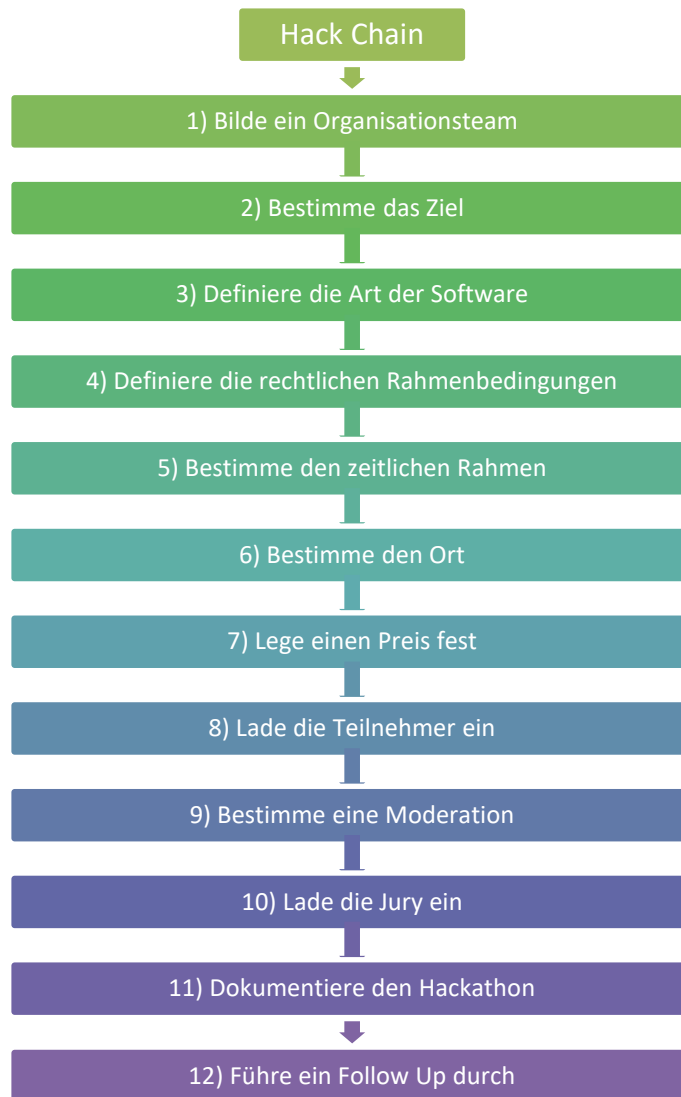 Hack Chain
1) Bilde ein Organisationsteam
2) Bestimme das Ziel
3) Definiere die Art der Software
4) Definiere die rechtlichen Rahmenbedingungen
5) Bestimme den zeitlichen Rahmen
6) Bestimme den Ort
7) Lege einen Preis fest
8) Lade die Teilnehmer ein
9) Bestimme eine Moderation
10) Lade die Jury ein
11) Dokumentiere den Hackathon
12) Führe ein Follow Up durch